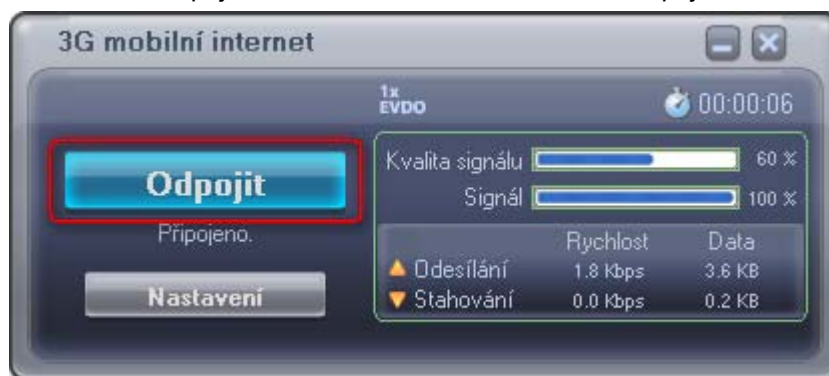 3G mobilní internet
1x
EVDO
00:00:06
Odpojit
Připojeno.
Nastavení
Kvalita signálu 60 %
Signál 100 %
Rychlost Data
Odesílání 1.8 Kbps 3.6 KB
Stahování 0.0 Kbps 0.2 KB